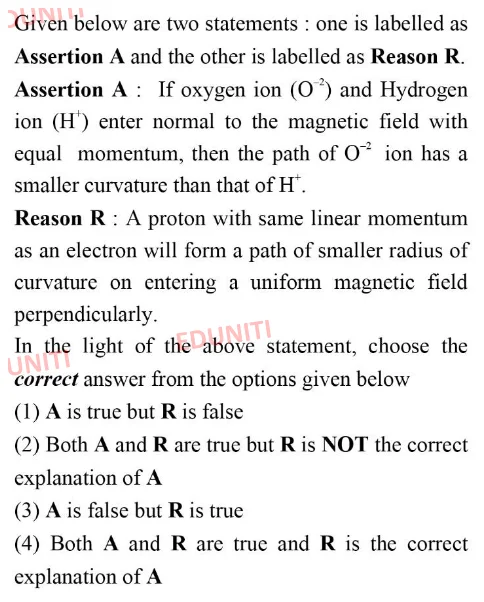 Given below are two statements : one is labelled as
Assertion A and the other is labelled as Reason R.
Assertion A : If oxygen ion (O⁻²) and Hydrogen
ion (H⁺) enter normal to the magnetic field with
equal momentum, then the path of O⁻² ion has a
smaller curvature than that of H⁺.
Reason R : A proton with same linear momentum
as an electron will form a path of smaller radius of
curvature on entering a uniform magnetic field
perpendicularly.
In the light of the above statement, choose the
EDUNITI
UNITI
correct answer from the options given below
(1) A is true but R is false
(2) Both A and R are true but R is NOT the correct
explanation of A
(3) A is false but R is true
(4) Both A and R are true and R is the correct
explanation of A